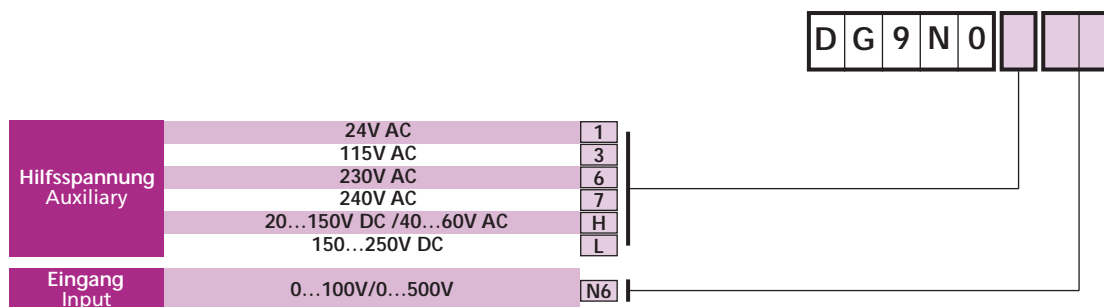 D G 9 N 0
24V AC 1
115V AC 3
Hilfsspannung 230V AC 6
Auxiliary 240V AC 7
20...150V DC /40...60V AC H
150...250V DC L
Eingang
Input 0...100V/0...500V N6